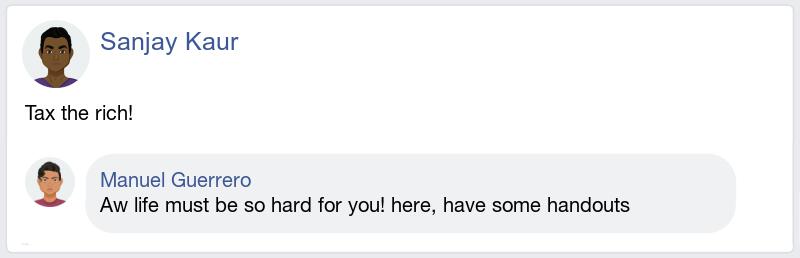 Sanjay Kaur
Tax the rich!
Manuel Guerrero
Aw life must be so hard for you! here, have some handouts